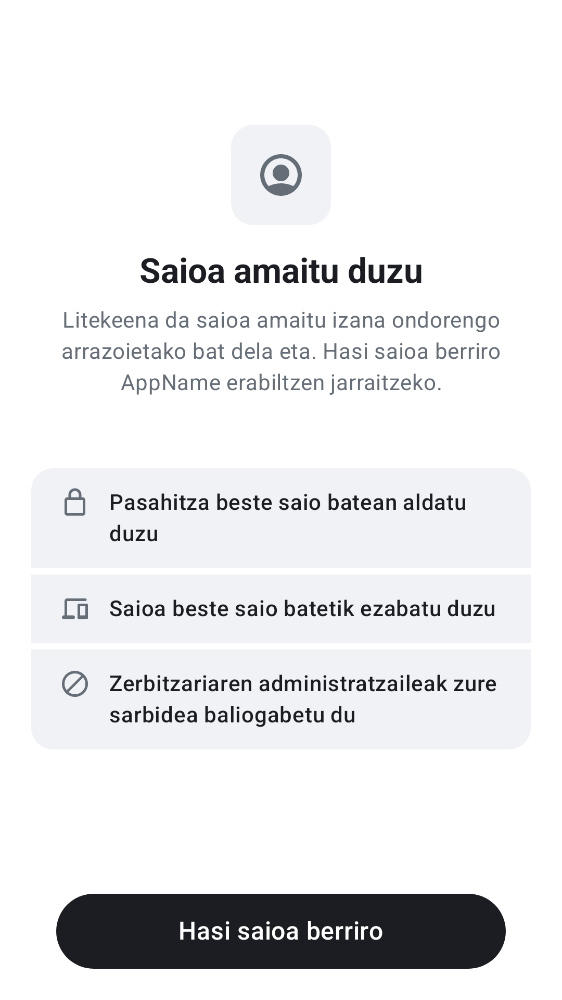 Saioa amaitu duzu
Litekeena da saioa amaitu izana ondorengo
arrazoietako bat dela eta. Hasi saioa berriro
AppName erabiltzen jarraitzeko.
Pasahitza beste saio batean aldatu
duzu
Saioa beste saio batetik ezabatu duzu
Zerbitzariaren administratzaileak zure
sarbidea baliogabetu du
Hasi saioa berriro